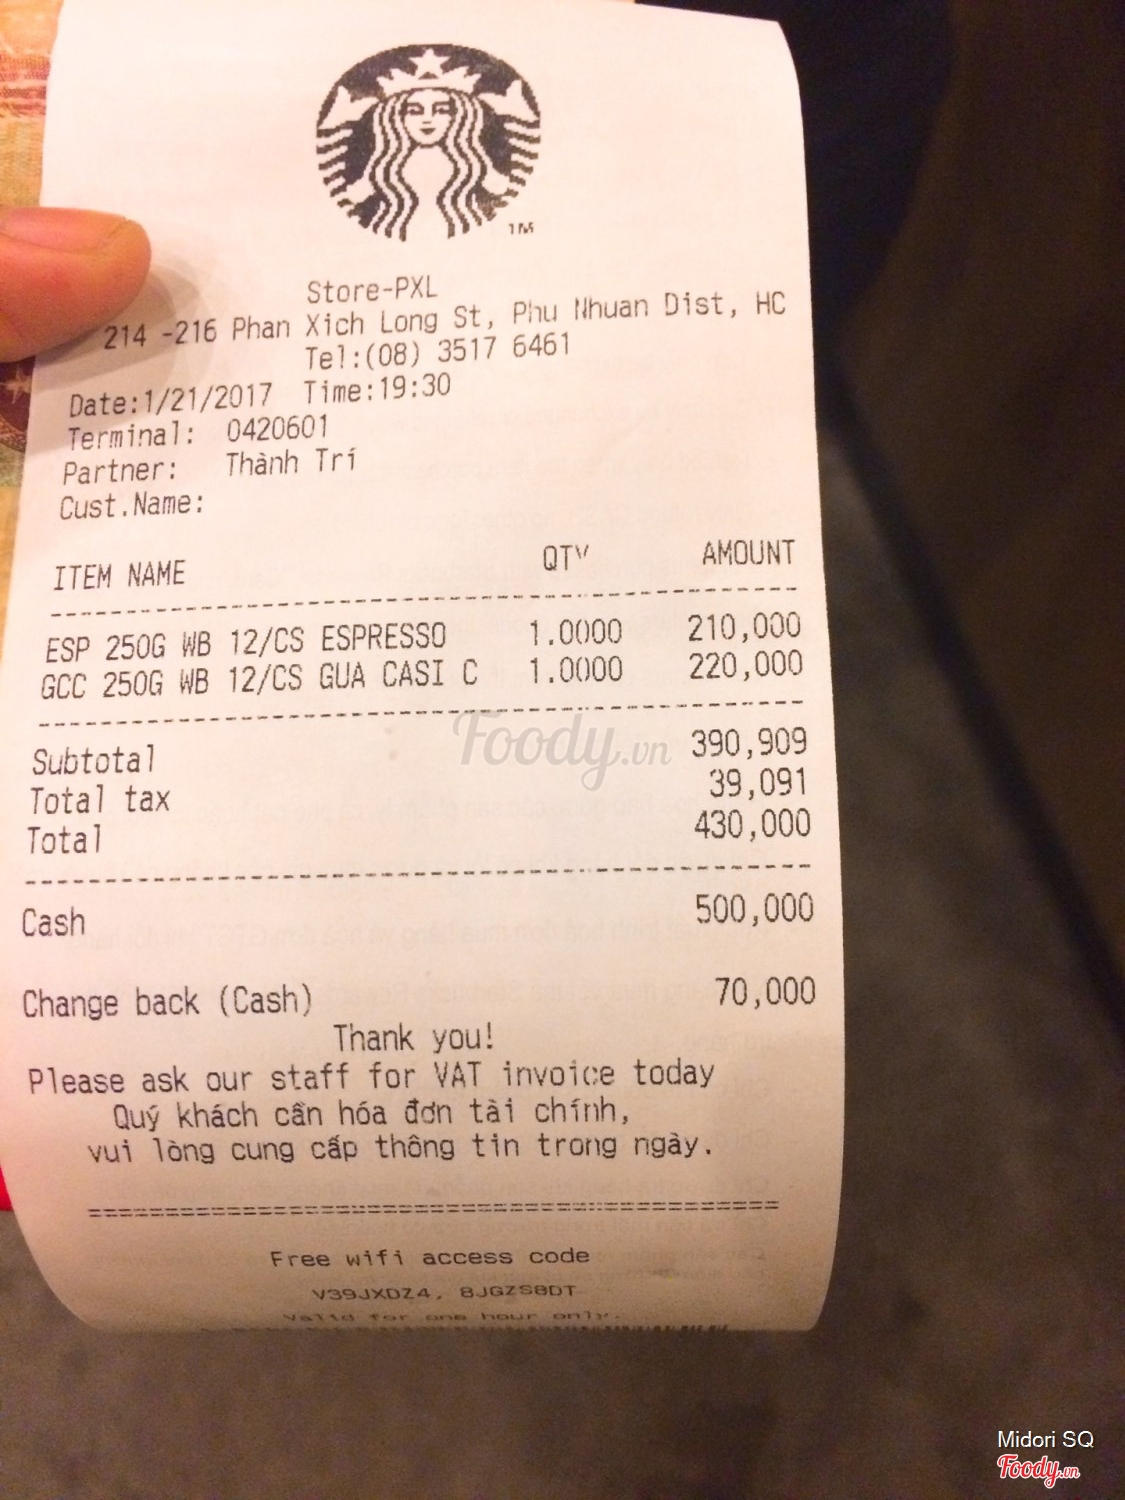 TM
Store-PXL
214 -216 Phan Xich Long St, Phu Nhuan Dist, HC
Tel:(08) 3517 6461
Date:1/21/2017 Time:19:30
Terminal: 0420601
Partner: Thành Trí
Cust.Name:
ITEM NAME QTY AMOUNT
ESP 250G WB 12/CS ESPRESSO 1.0000 210,000
GCC 250G WB 12/CS GUA CASI C 1.0000 220,000
Foody.vn
Subtotal 390,909
Total tax 39,091
Total 430,000
Cash 500,000
Change back (Cash) 70,000
Thank you!
Please ask our staff for VAT invoice today
Quý khách cần hóa đơn tài chính,
vui lòng cung cấp thông tin trong ngày.
Free wifi access code
V39JXDZ4, 8JGZS8DT
Valid for one hour only.
Midori SQ
Foody.vn